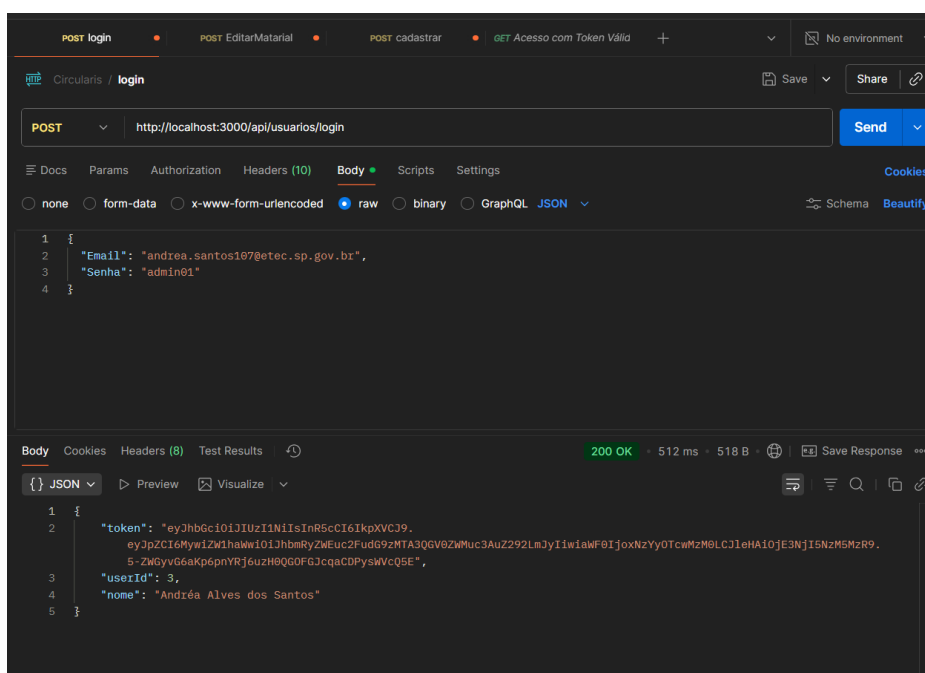 POST login POST EditarMatarial POST cadastrar GET Acesso com Token Válid + No environment
HTTP Circularis / login Save Share
POST http://localhost:3000/api/usuarios/login Send
Docs Params Authorization Headers (10) Body Scripts Settings Cookies
none form-data x-www-form-urlencoded raw binary GraphQL JSON Schema Beautify
1 {
2 "Email": "andrea.santos107@etec.sp.gov.br",
3 "Senha": "admin01"
4 }
Body Cookies Headers (8) Test Results 200 OK • 512 ms • 518 B e.g. Save Response
{} JSON Preview Visualize
1 {
2 "token": "eyJhbGciOiJIUzI1NiIsInR5cCI6IkpXVCJ9.
eyJpZCI6MywiZW1haWwiOiJhbmRyZWEuc2FudG9zMTA3QGV0ZWMuc3AuZ292LmJyIiwiaWF0IjoxNzYyOTcwMzM0LCJleHAiOjE3NjI5NzM5MzR9.
5-ZWGyvG6aKp6pnYRj6uzH0QGOFGJcqaCDPysWVcQ5E",
3 "userId": 3,
4 "nome": "Andréa Alves dos Santos"
5 }